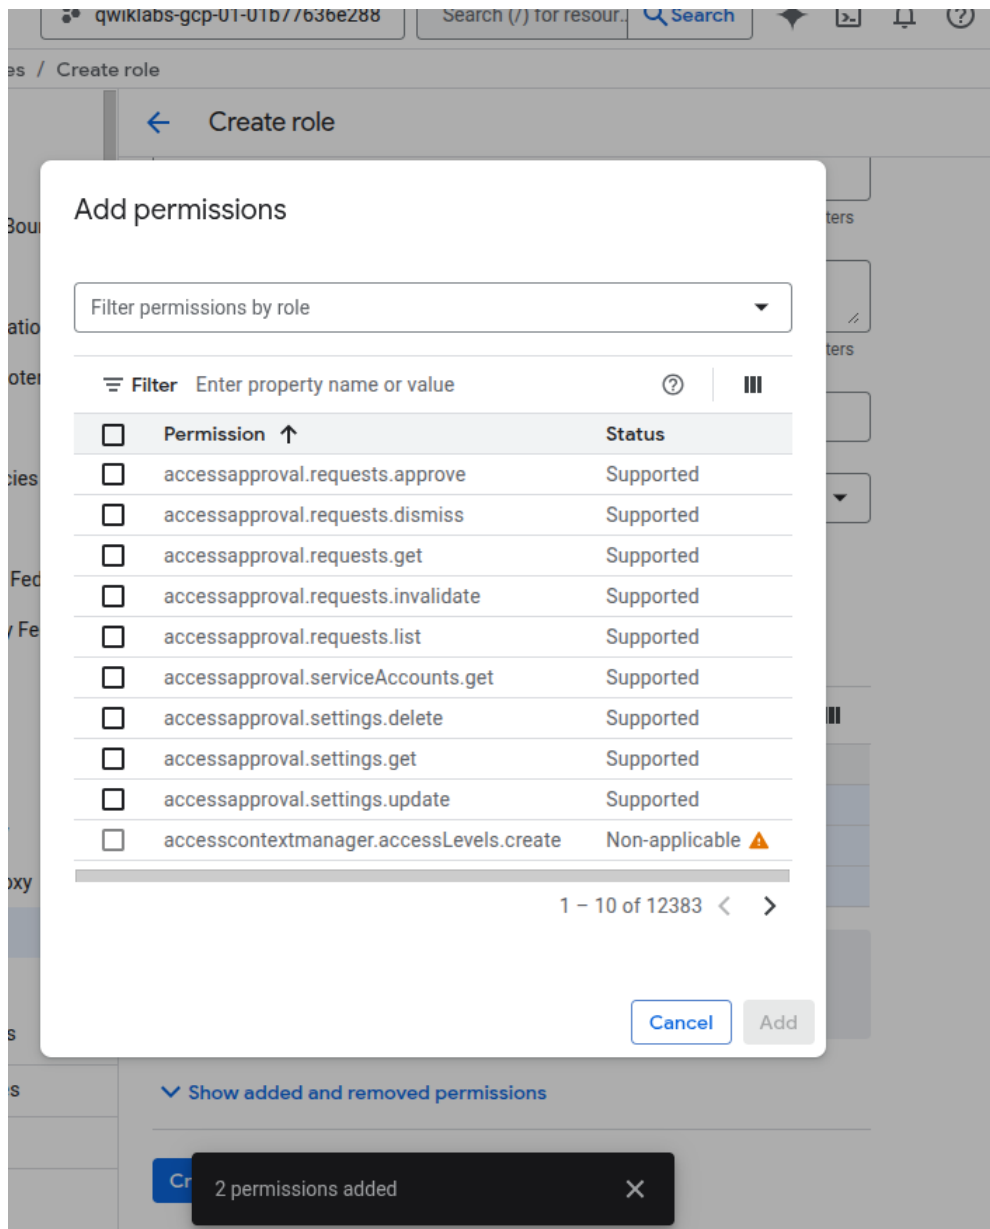 qwiklabs-gcp-01-01b77636e288
Search (/) for resour.. Search
es / Create role
Create role
ters
Add permissions
Filter permissions by role
ters
Filter Enter property name or value
Permission Status
accessapproval.requests.approve Supported
accessapproval.requests.dismiss Supported
accessapproval.requests.get Supported
accessapproval.requests.invalidate Supported
accessapproval.requests.list Supported
accessapproval.serviceAccounts.get Supported
accessapproval.settings.delete Supported
accessapproval.settings.get Supported
accessapproval.settings.update Supported
accesscontextmanager.accessLevels.create Non-applicable
1 – 10 of 12383
Cancel Add
Bou
atio
oter
cies
Fed
y Fe
oxy
s
s
Show added and removed permissions
Cr
2 permissions added